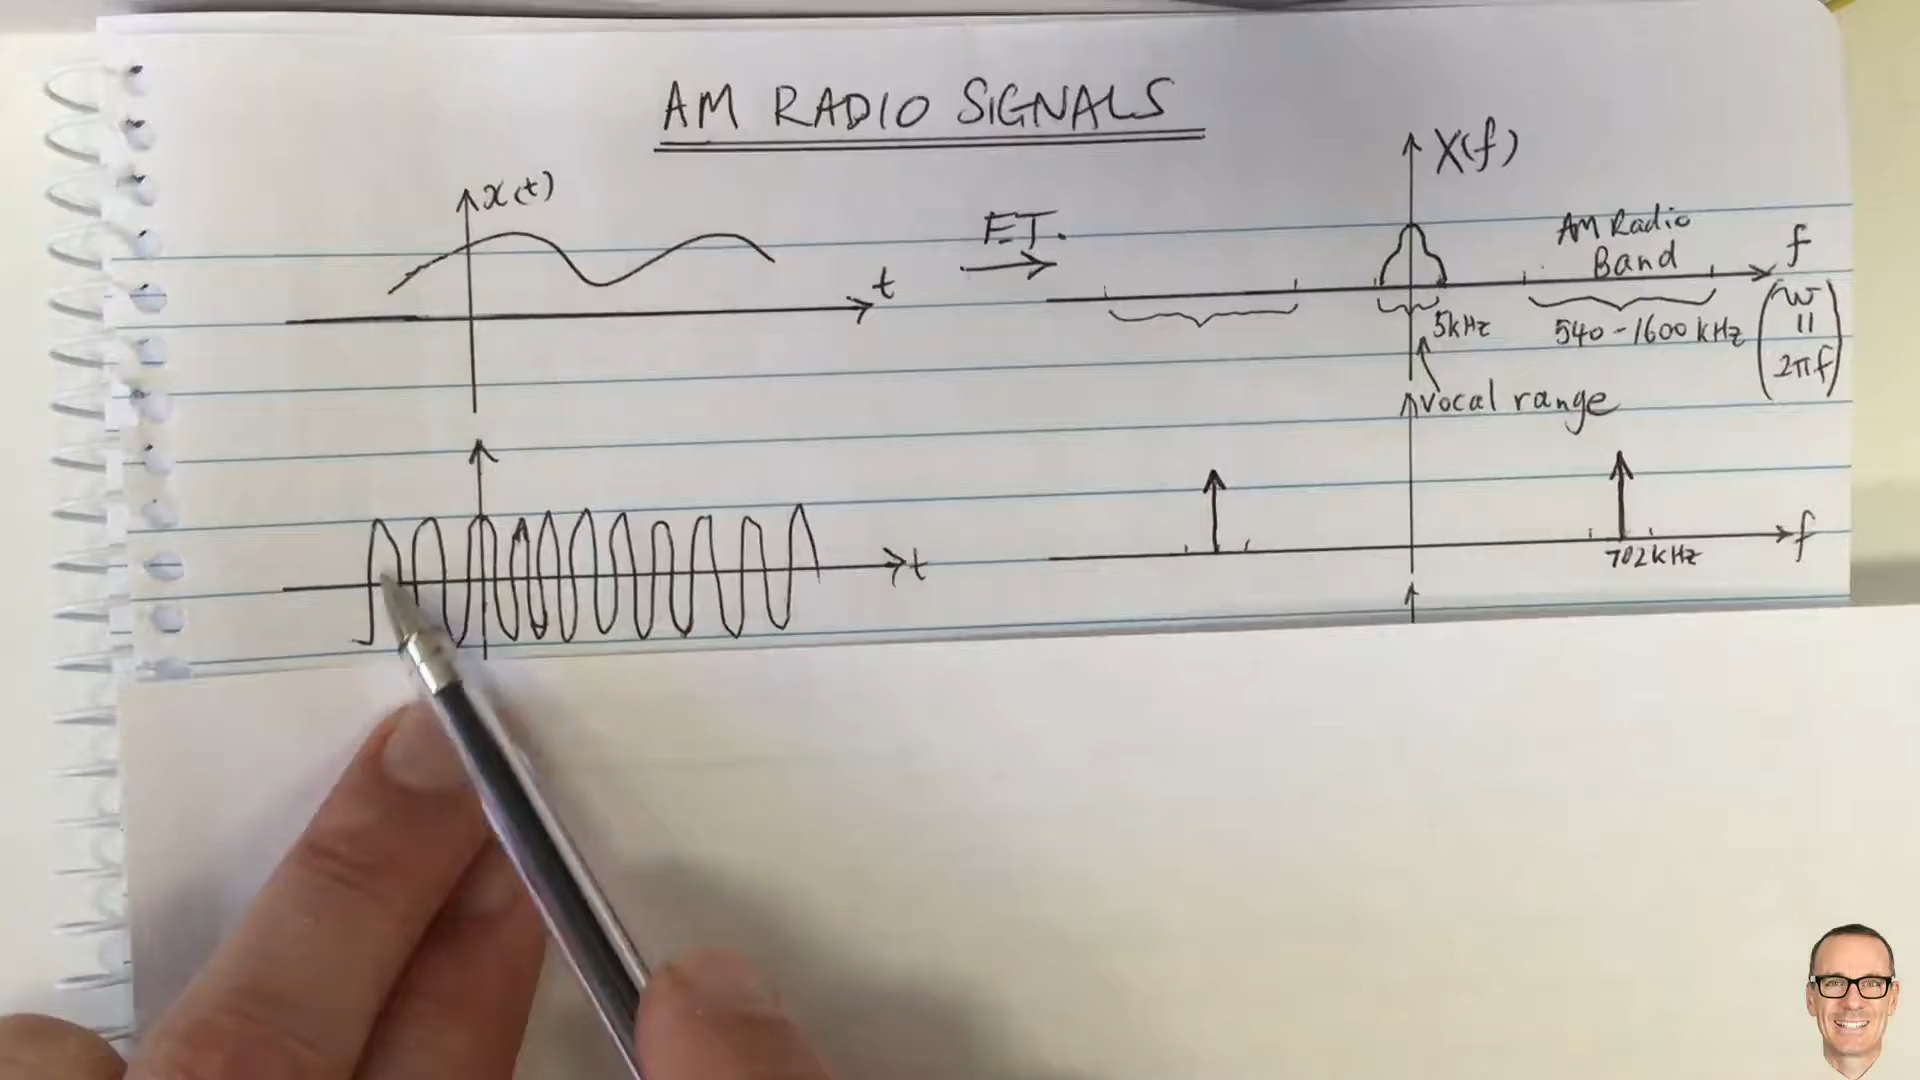 AM RADIO SIGNALS
x(t)
t
F.T.
X(f)
AM Radio
Band
f
5kHz
540-1600 kHz
(w
||
2πf)
vocal range
t
702kHz
f